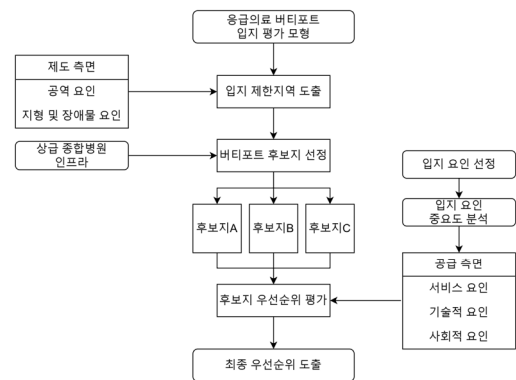 응급의료 버티포트
입지 평가 모형
제도 측면
공역 요인
지형 및 장애물 요인
입지 제한지역 도출
상급 종합병원
인프라
버티포트 후보지 선정
입지 요인 선정
입지 요인
중요도 분석
후보지A
후보지B
후보지C
공급 측면
서비스 요인
기술적 요인
사회적 요인
후보지 우선순위 평가
최종 우선순위 도출